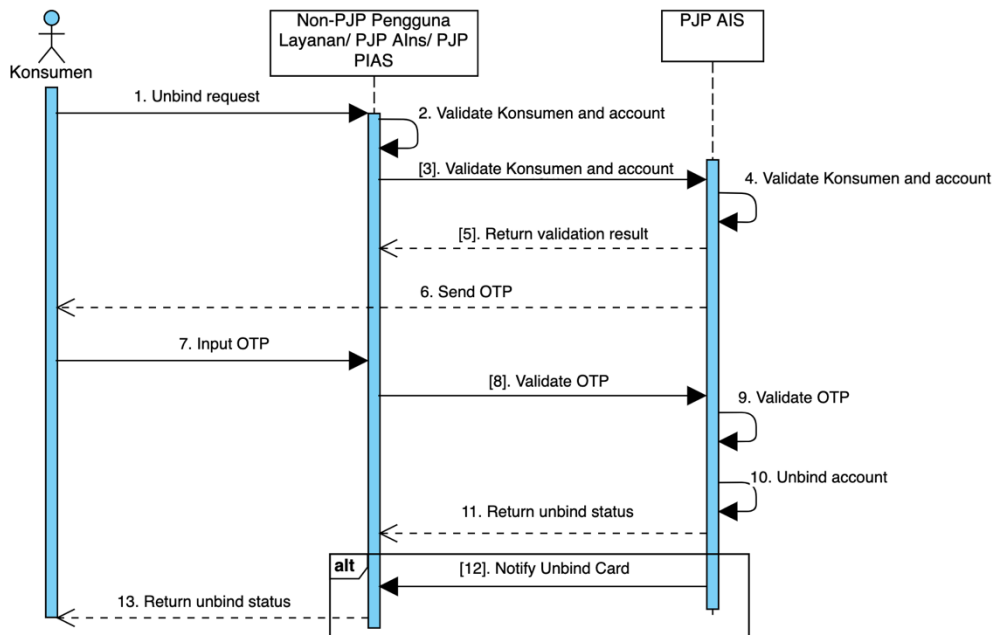 Non-PJP Pengguna
Layanan/ PJP AIns/ PJP
PIAS
PJP AIS
Konsumen
1. Unbind request
2. Validate Konsumen and account
[3]. Validate Konsumen and account
4. Validate Konsumen and account
[5]. Return validation result
6. Send OTP
7. Input OTP
[8]. Validate OTP
9. Validate OTP
10. Unbind account
11. Return unbind status
alt
[12]. Notify Unbind Card
13. Return unbind status